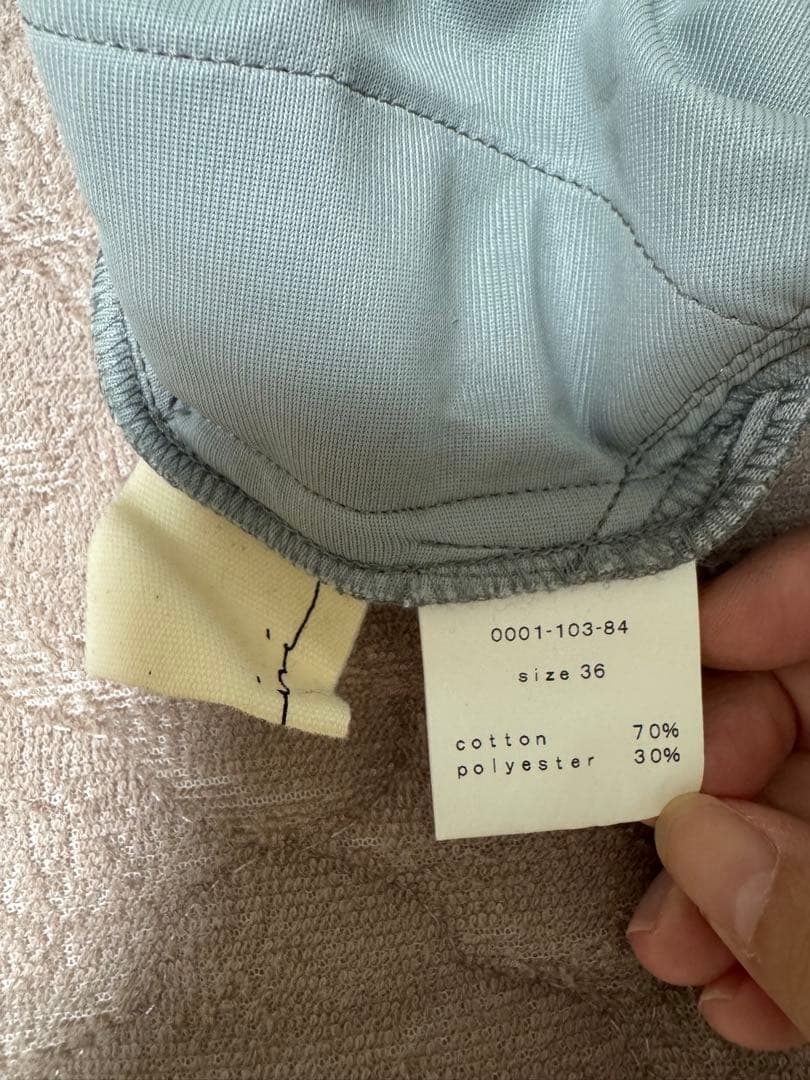 0001-103-84
size 36
cotton 70%
polyester 30%